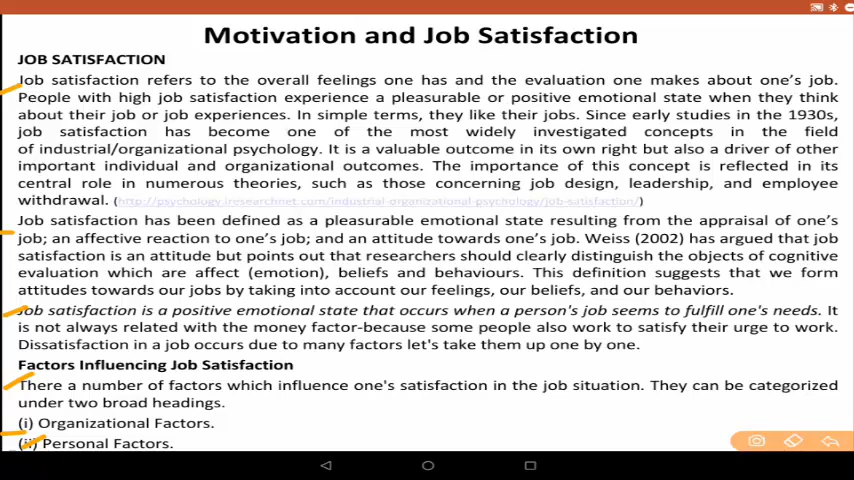 Motivation and Job Satisfaction
JOB SATISFACTION
Job satisfaction refers to the overall feelings one has and the evaluation one makes about one's job.
People with high job satisfaction experience a pleasurable or positive emotional state when they think
about their job or job experiences. In simple terms, they like their jobs. Since early studies in the 1930s,
job satisfaction has become one of the most widely investigated concepts in the field
of industrial/organizational psychology. It is a valuable outcome in its own right but also a driver of other
important individual and organizational outcomes. The importance of this concept is reflected in its
central role in numerous theories, such as those concerning job design, leadership, and employee
withdrawal. (http://psychology.iresearchnet.com/industrial-organizational-psychology/job-satisfaction/)
Job satisfaction has been defined as a pleasurable emotional state resulting from the appraisal of one's
job; an affective reaction to one's job; and an attitude towards one's job. Weiss (2002) has argued that job
satisfaction is an attitude but points out that researchers should clearly distinguish the objects of cognitive
evaluation which are affect (emotion), beliefs and behaviours. This definition suggests that we form
attitudes towards our jobs by taking into account our feelings, our beliefs, and our behaviors.
Job satisfaction is a positive emotional state that occurs when a person's job seems to fulfill one's needs. It
is not always related with the money factor-because some people also work to satisfy their urge to work.
Dissatisfaction in a job occurs due to many factors let's take them up one by one.
Factors Influencing Job Satisfaction
There a number of factors which influence one's satisfaction in the job situation. They can be categorized
under two broad headings.
(i) Organizational Factors.
(ii) Personal Factors.